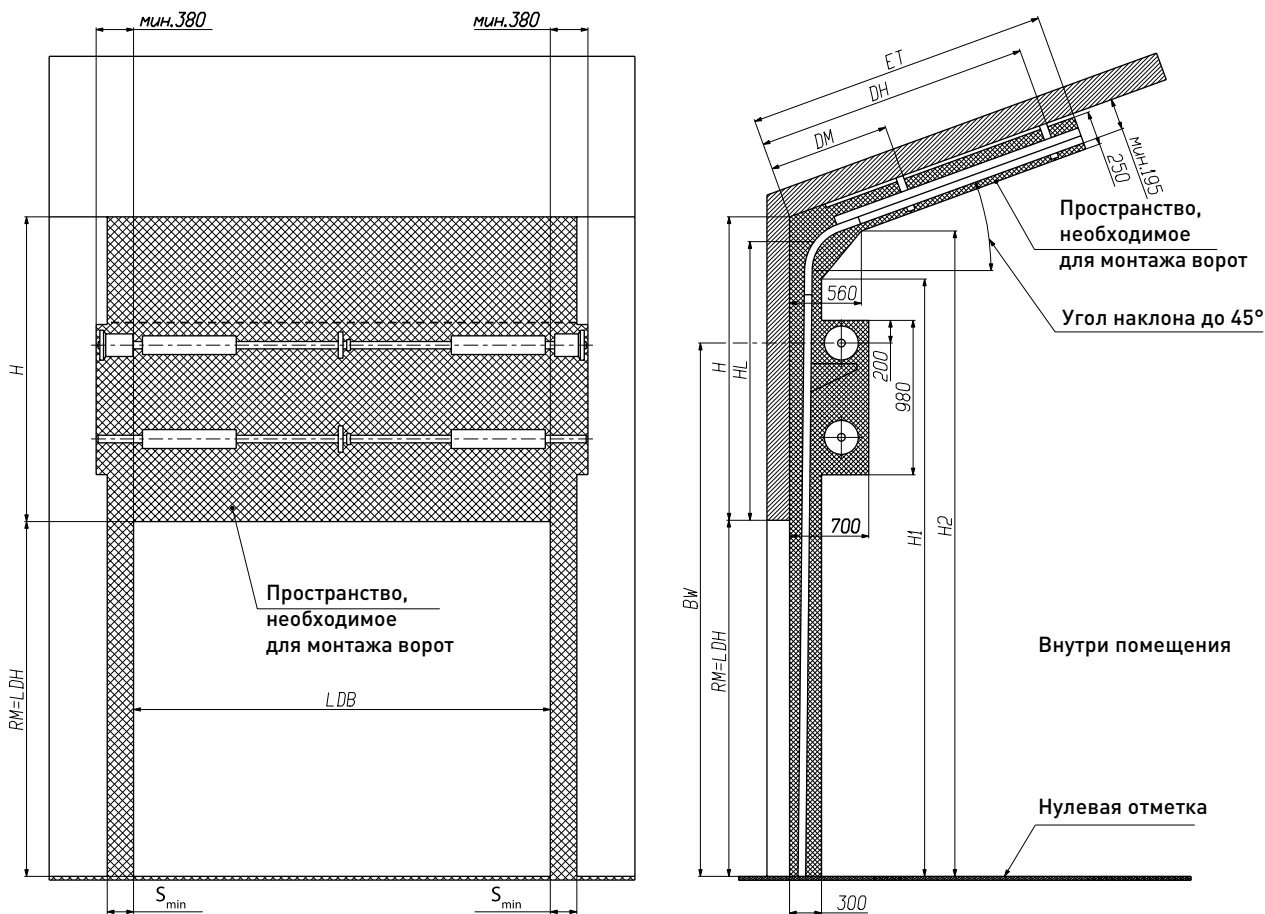 мин.380
мин.380
H
RM=LDH
LDB
Пространство,
необходимое
для монтажа ворот
S min
S min
ET
DH
DM
мин.195
250
Пространство,
необходимое
для монтажа ворот
Угол наклона до 45°
560
200
980
H
HL
700
H1
H2
BW
RM=LDH
Внутри помещения
Нулевая отметка
300